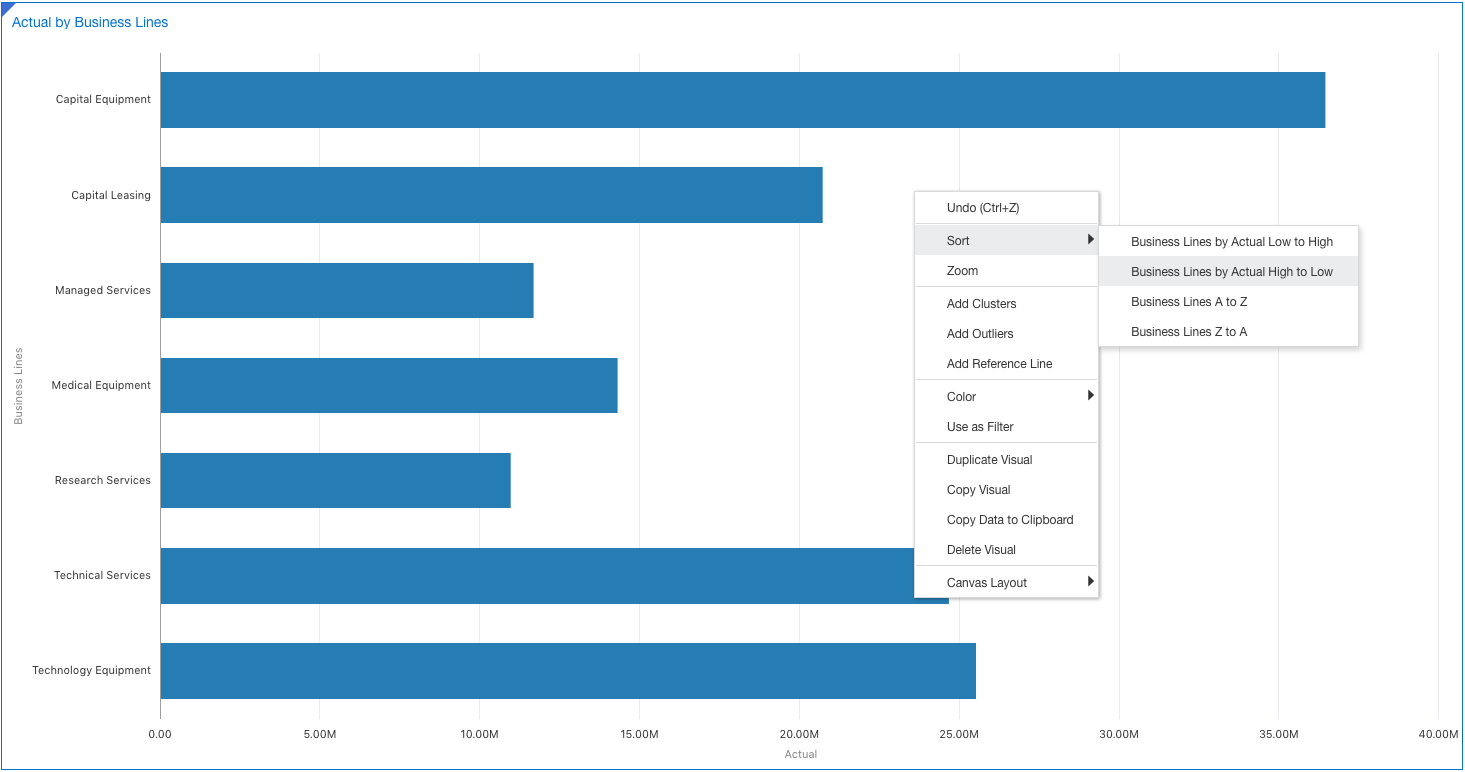 Actual by Business Lines
Capital Equipment
Capital Leasing
Managed Services
Medical Equipment
Research Services
Technical Services
Technology Equipment
Business Lines
0.00
5.00M
10.00M
15.00M
20.00M
25.00M
30.00M
35.00M
40.00M
Actual
Undo (Ctrl+Z)
Sort
Zoom
Add Clusters
Add Outliers
Add Reference Line
Color
Use as Filter
Duplicate Visual
Copy Visual
Copy Data to Clipboard
Delete Visual
Canvas Layout
Business Lines by Actual Low to High
Business Lines by Actual High to Low
Business Lines A to Z
Business Lines Z to A